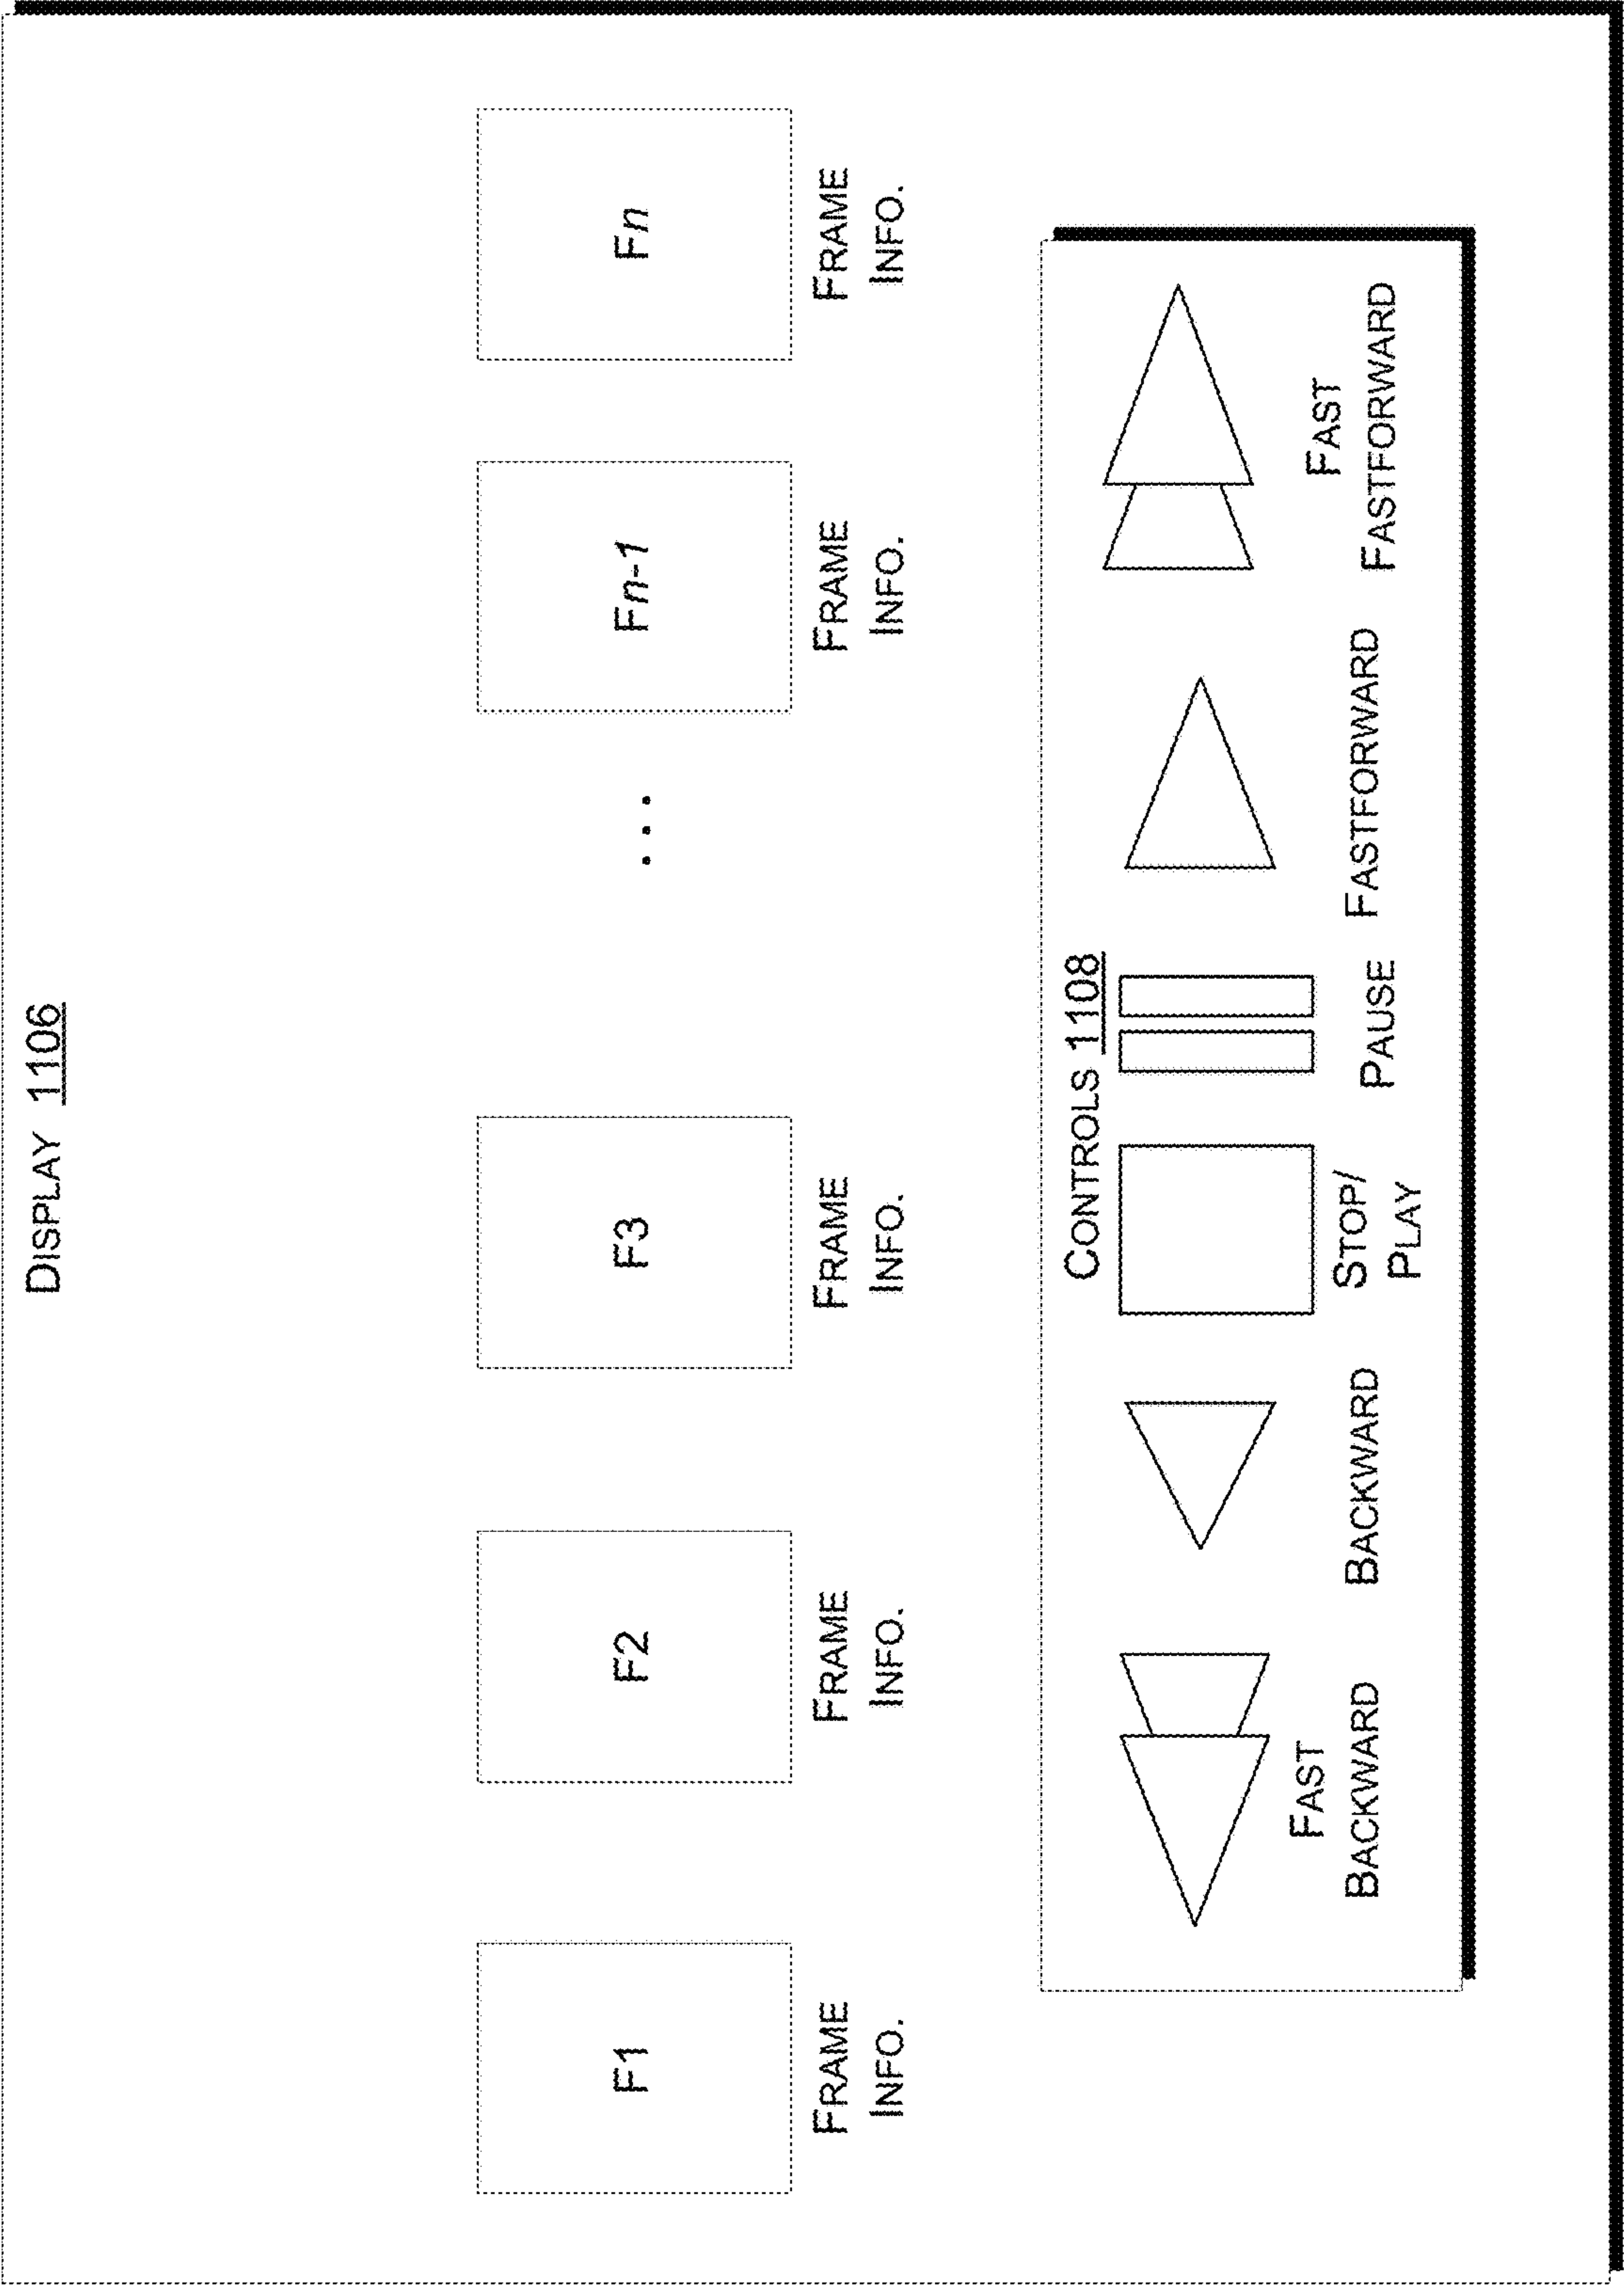 DISPLAY 1106
F1
F2
F3
...
Fn-1
Fn
FRAME
INFO.
FRAME
INFO.
FRAME
INFO.
FRAME
INFO.
FRAME
INFO.
CONTROLS 1108
FAST
BACKWARD
BACKWARD
STOP/
PLAY
PAUSE
FASTFORWARD
FAST
FASTFORWARD